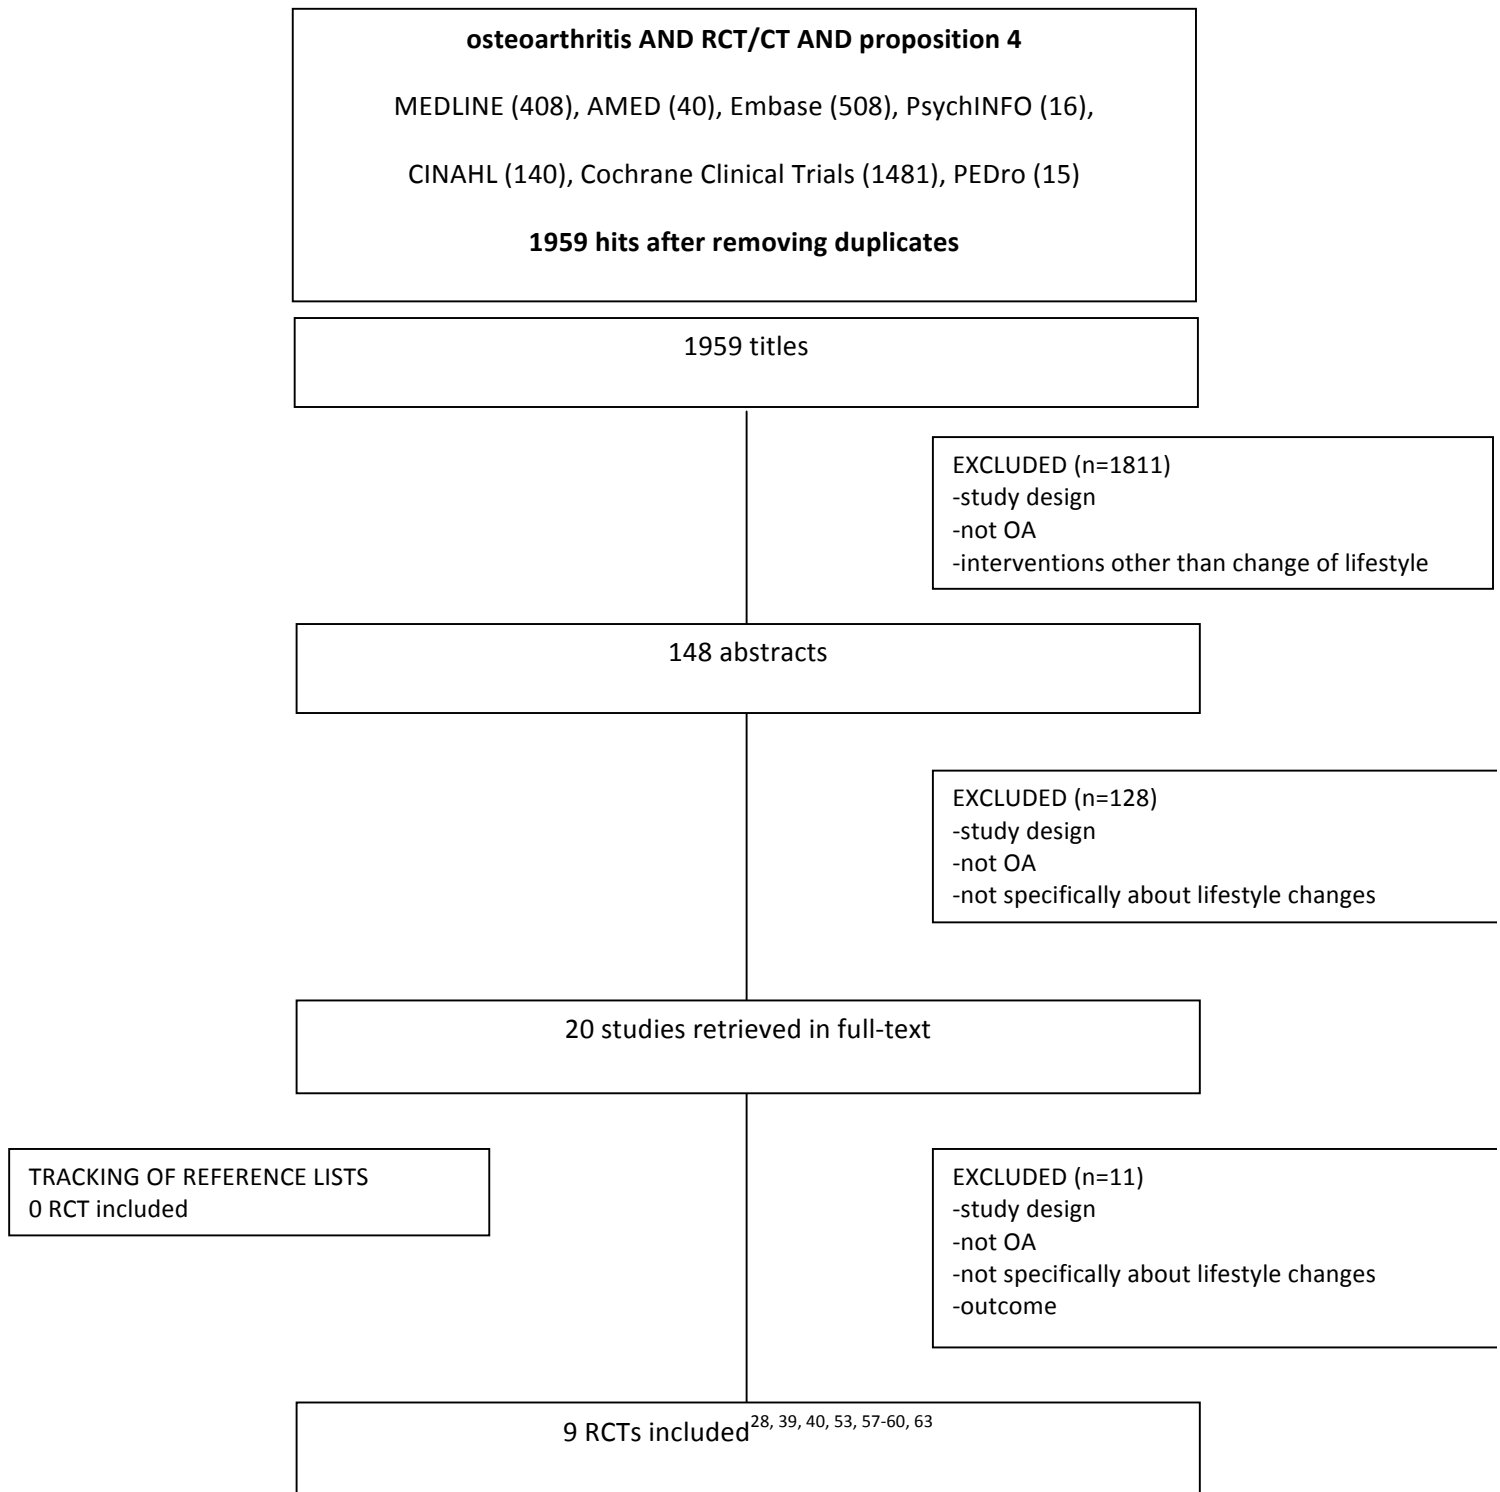 osteoarthritis AND RCT/CT AND proposition 4
MEDLINE (408), AMED (40), Embase (508), PsychINFO (16),
CINAHL (140), Cochrane Clinical Trials (1481), PEDro (15)
1959 hits after removing duplicates
1959 titles
EXCLUDED (n=1811)
-study design
-not OA
-interventions other than change of lifestyle
148 abstracts
EXCLUDED (n=128)
-study design
-not OA
-not specifically about lifestyle changes
20 studies retrieved in full-text
TRACKING OF REFERENCE LISTS
0 RCT included
EXCLUDED (n=11)
-study design
-not OA
-not specifically about lifestyle changes
-outcome
9 RCTs included28, 39, 40, 53, 57-60, 63